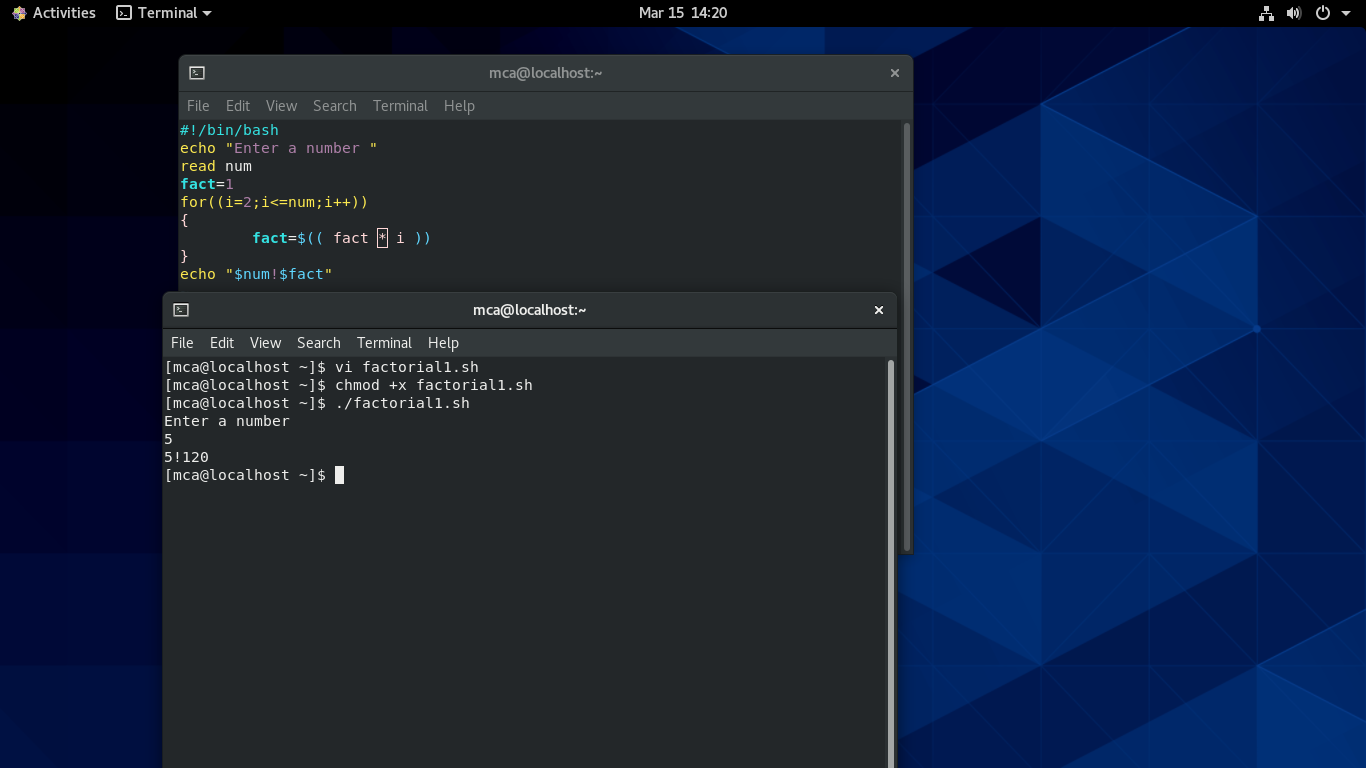 Activities Terminal Mar 15 14:20
mca@localhost:~
File Edit View Search Terminal Help
#!/bin/bash
echo "Enter a number "
read num
fact=1
for((i=2;i<=num;i++))
{
        fact=$(( fact * i ))
}
echo "$num!$fact"
mca@localhost:~
File Edit View Search Terminal Help
[mca@localhost ~]$ vi factorial1.sh
[mca@localhost ~]$ chmod +x factorial1.sh
[mca@localhost ~]$ ./factorial1.sh
Enter a number
5
5!120
[mca@localhost ~]$